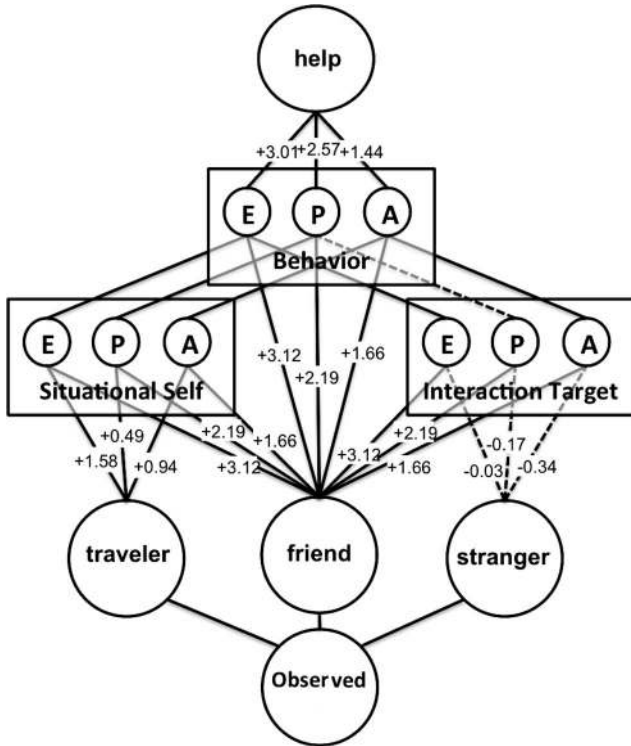 help
+3.01 +2.57 +1.44
E P A
Behavior
E P A
Situational Self
E P A
Interaction Target
+3.12
+2.19
+1.66
+1.58
+0.49
+0.94
+2.19
+3.12
+1.66
+3.12
+2.19
+1.66
-0.03
-0.17
-0.34
traveler
friend
stranger
Observed